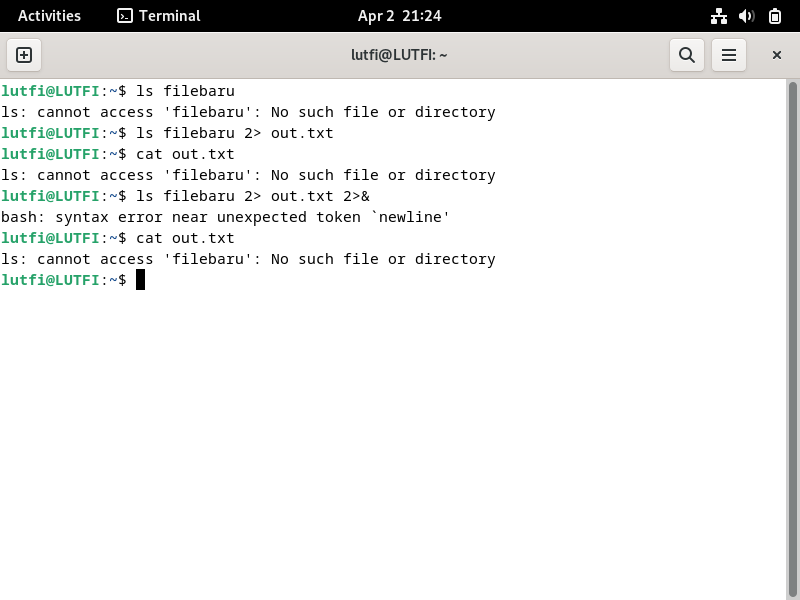 Activities Terminal Apr 2 21:24
lutfi@LUTFI: ~
lutfi@LUTFI:~$ ls filebaru
ls: cannot access 'filebaru': No such file or directory
lutfi@LUTFI:~$ ls filebaru 2> out.txt
lutfi@LUTFI:~$ cat out.txt
ls: cannot access 'filebaru': No such file or directory
lutfi@LUTFI:~$ ls filebaru 2> out.txt 2>&
bash: syntax error near unexpected token `newline'
lutfi@LUTFI:~$ cat out.txt
ls: cannot access 'filebaru': No such file or directory
lutfi@LUTFI:~$